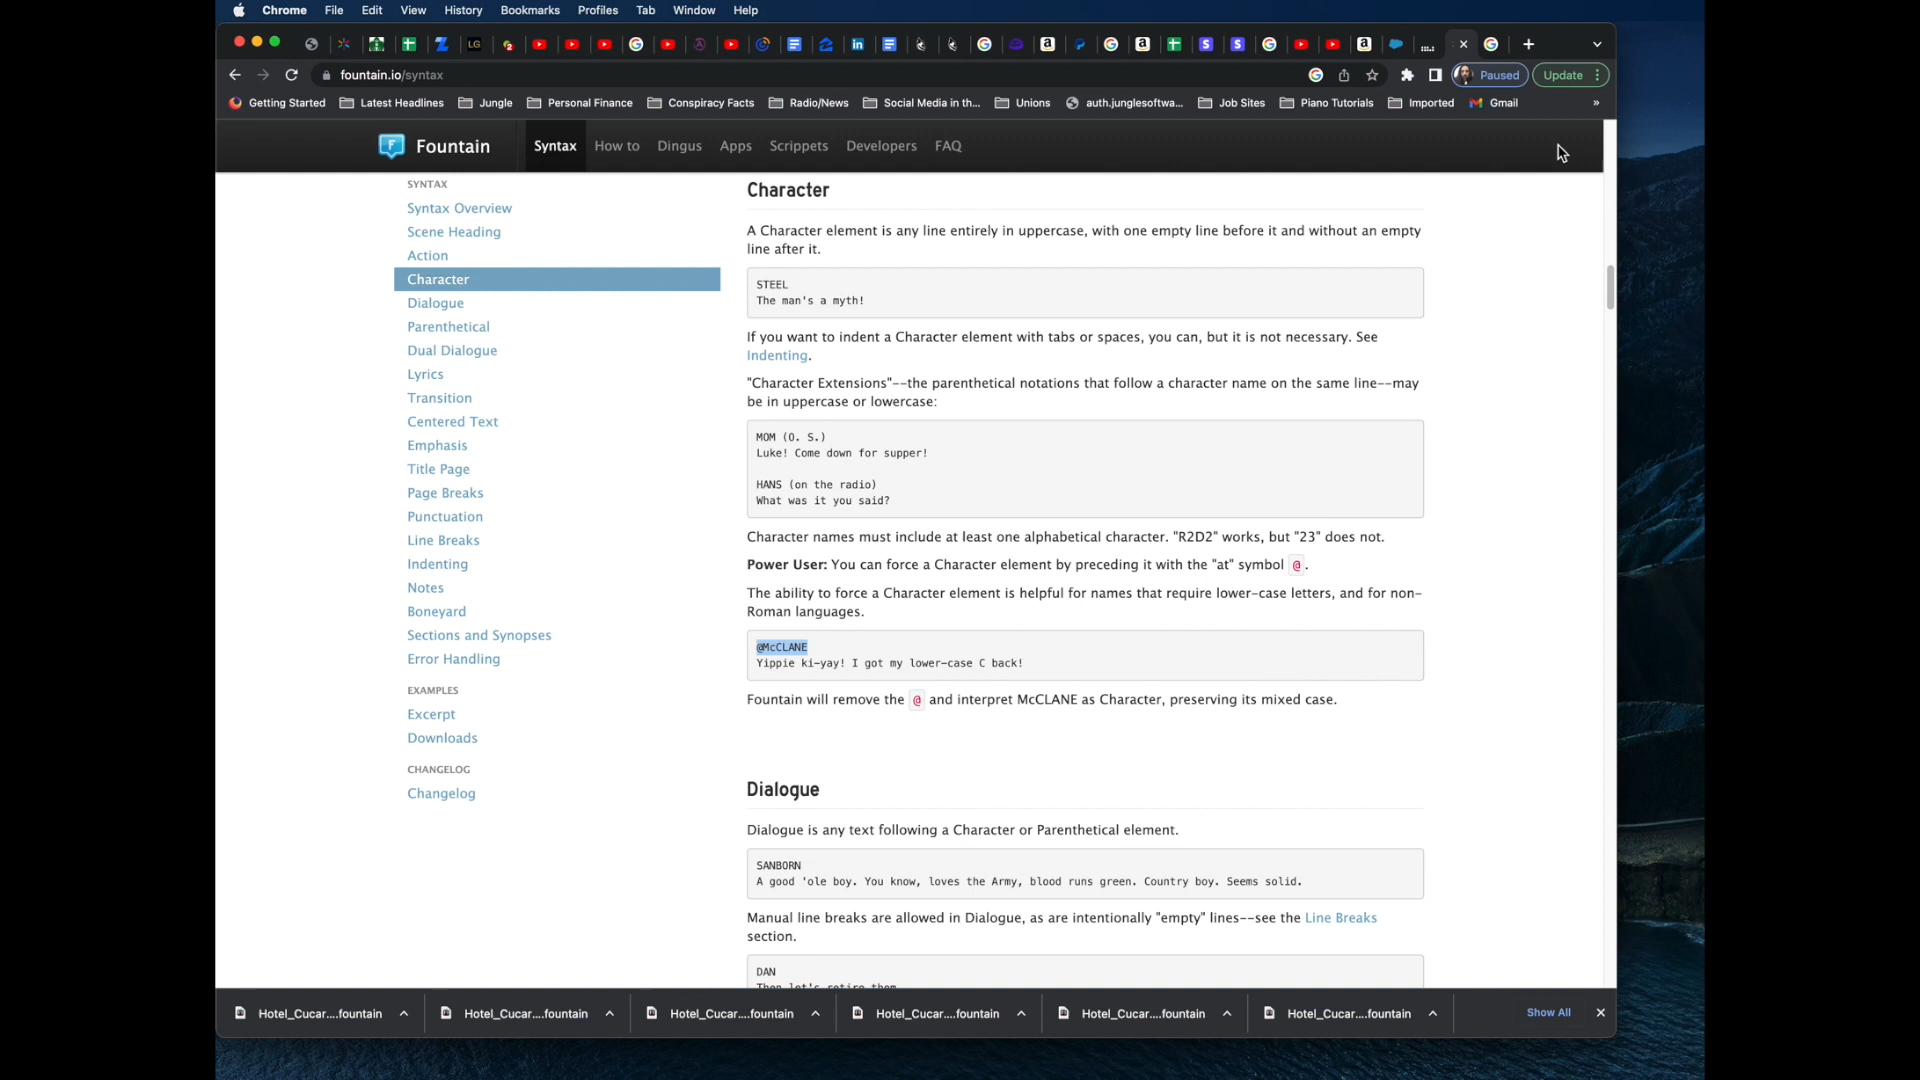 Chrome File Edit View History Bookmarks Profiles Tab Window Help
LG
fountain.io/syntax
Paused
Update
Getting Started Latest Headlines Jungle Personal Finance Conspiracy Facts Radio/News Social Media in th... Unions auth.junglesoftwa... Job Sites Piano Tutorials Imported Gmail »
Fountain Syntax How to Dingus Apps Scrippets Developers FAQ
SYNTAX
Syntax Overview
Scene Heading
Action
Character
Dialogue
Parenthetical
Dual Dialogue
Lyrics
Transition
Centered Text
Emphasis
Title Page
Page Breaks
Punctuation
Line Breaks
Indenting
Notes
Boneyard
Sections and Synopses
Error Handling
EXAMPLES
Excerpt
Downloads
CHANGELOG
Changelog
Character
A Character element is any line entirely in uppercase, with one empty line before it and without an empty
line after it.
STEEL
The man's a myth!
If you want to indent a Character element with tabs or spaces, you can, but it is not necessary. See
Indenting.
"Character Extensions"--the parenthetical notations that follow a character name on the same line--may
be in uppercase or lowercase:
MOM (O. S.)
Luke! Come down for supper!
HANS (on the radio)
What was it you said?
Character names must include at least one alphabetical character. "R2D2" works, but "23" does not.
Power User: You can force a Character element by preceding it with the "at" symbol @.
The ability to force a Character element is helpful for names that require lower-case letters, and for non-
Roman languages.
@McCLANE
Yippie ki-yay! I got my lower-case C back!
Fountain will remove the @ and interpret McCLANE as Character, preserving its mixed case.
Dialogue
Dialogue is any text following a Character or Parenthetical element.
SANBORN
A good 'ole boy. You know, loves the Army, blood runs green. Country boy. Seems solid.
Manual line breaks are allowed in Dialogue, as are intentionally "empty" lines--see the Line Breaks
section.
DAN
Then let's retire them.
Hotel_Cucar....fountain Hotel_Cucar....fountain Hotel_Cucar....fountain Hotel_Cucar....fountain Hotel_Cucar....fountain Hotel_Cucar....fountain Show All